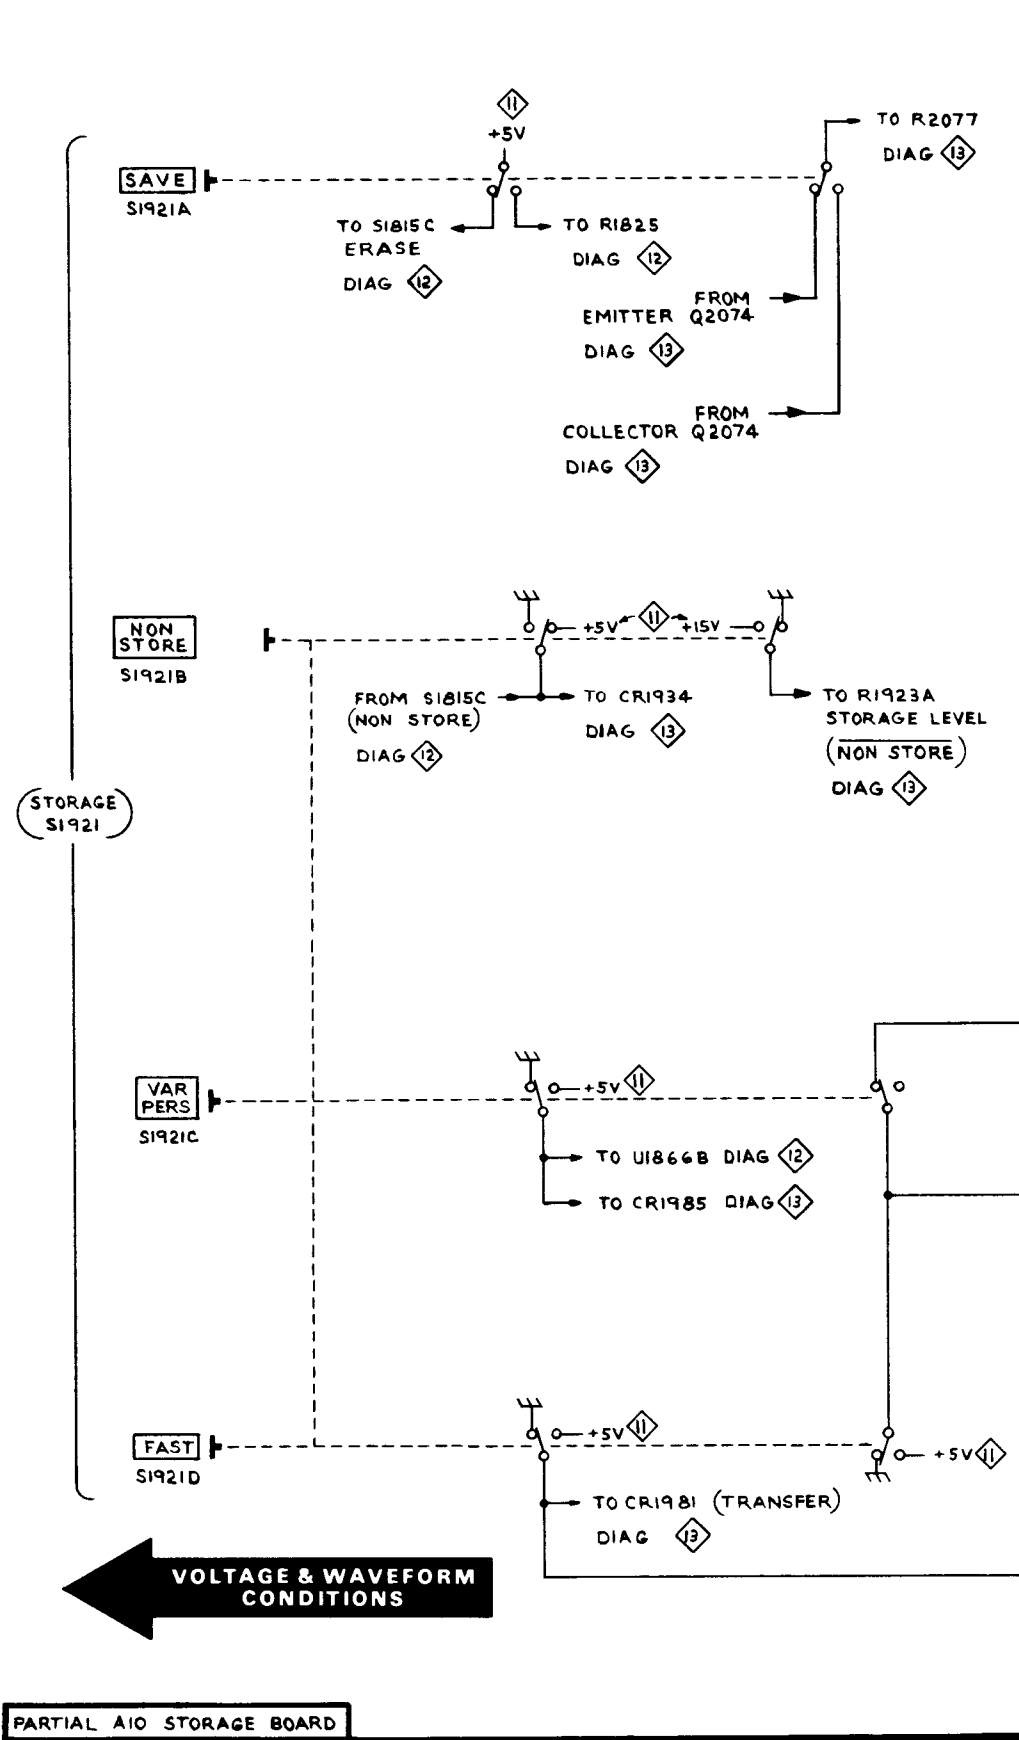 11
+5V
TO R2077
DIAG 13
SAVE
S1921A
TO S1815C
ERASE
DIAG 12
TO R1825
DIAG 12
FROM
EMITTER Q2074
DIAG 13
FROM
COLLECTOR Q2074
DIAG 13
NON
STORE
S1921B
+5V 11 +15V
FROM S1815C
(NON STORE)
DIAG 12
TO CR1934
DIAG 13
TO R1923A
STORAGE LEVEL
(NON STORE)
DIAG 13
(STORAGE
S1921)
VAR
PERS
S1921C
+5V 11
TO U1866B DIAG 12
TO CR1985 DIAG 13
FAST
S1921D
+5V 11
+5V 11
TO CR1981 (TRANSFER)
DIAG 13
VOLTAGE & WAVEFORM
CONDITIONS
PARTIAL A10 STORAGE BOARD